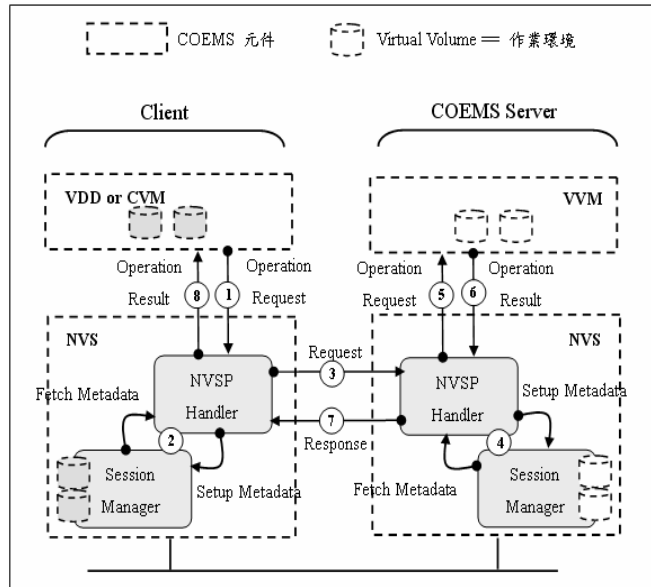 COEMS 元件
Virtual Volume == 作業環境
Client
COEMS Server
VDD or CVM
VVM
Operation
Result
8
1
Operation
Request
Operation
Request
5
6
Operation
Result
NVS
NVS
NVSP
Handler
Request
3
NVSP
Handler
7
Response
Fetch Metadata
2
Setup Metadata
Session
Manager
Setup Metadata
4
Fetch Metadata
Session
Manager